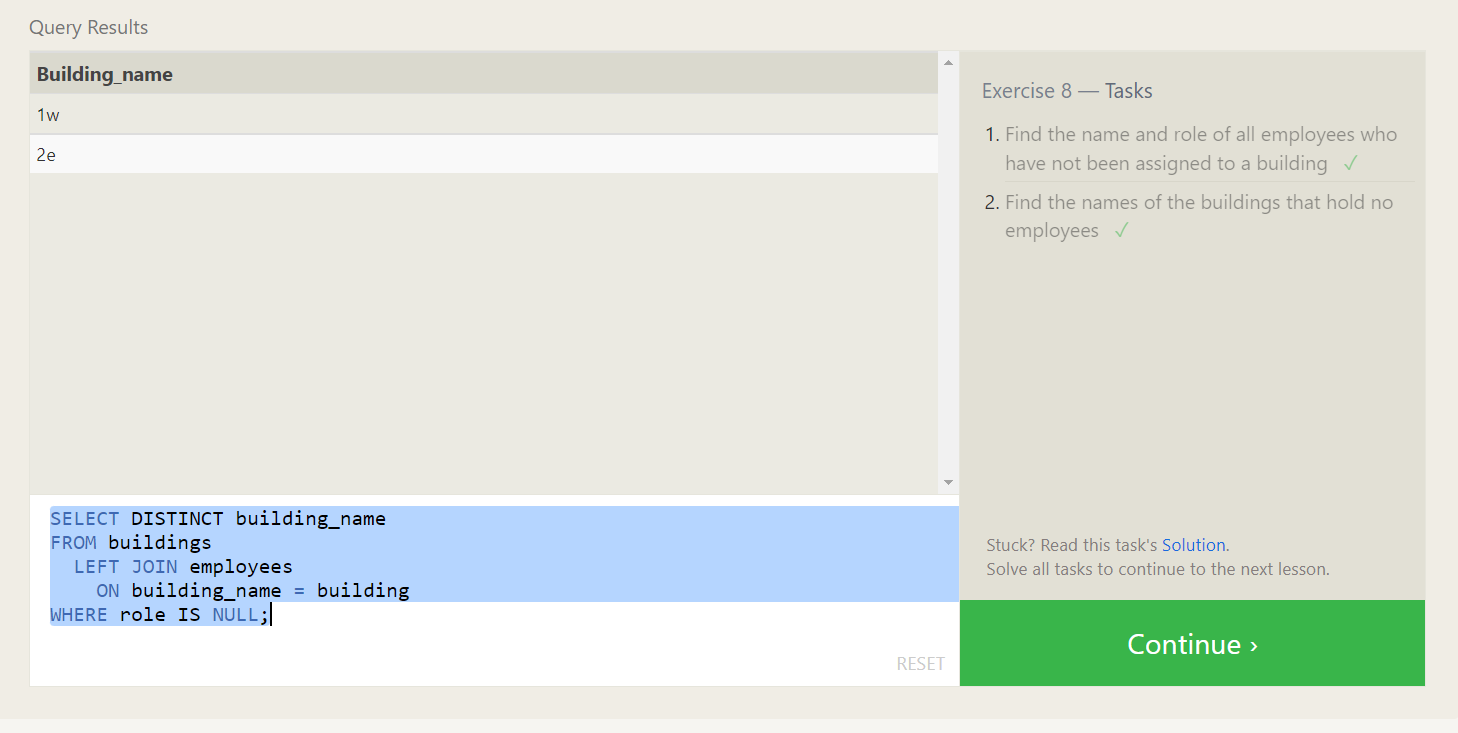 Query Results
Building_name
1w
2e
SELECT DISTINCT building_name
FROM buildings
  LEFT JOIN employees
    ON building_name = building
WHERE role IS NULL;
RESET
Exercise 8 — Tasks
1. Find the name and role of all employees who
have not been assigned to a building ✓
2. Find the names of the buildings that hold no
employees ✓
Stuck? Read this task's Solution.
Solve all tasks to continue to the next lesson.
Continue ›